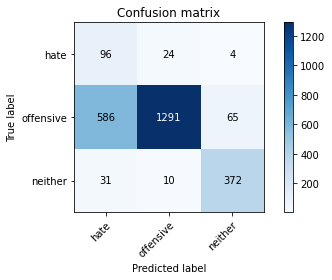 Confusion matrix
True label
hate 96 24 4
offensive 586 1291 65
neither 31 10 372
hate offensive neither
Predicted label
1200
1000
800
600
400
200